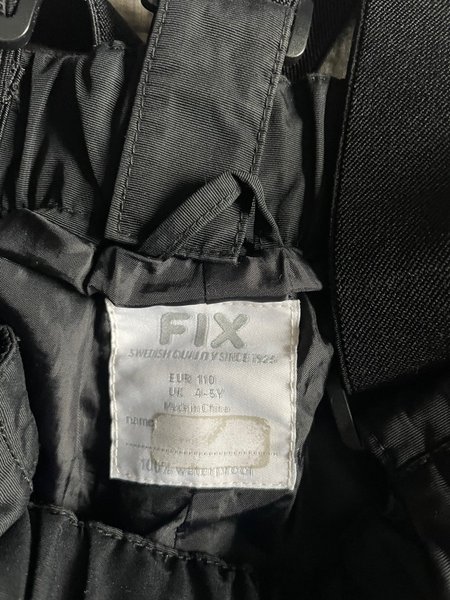 FIX
SWEDISH QUALITY SINCE 1925
EUR 110
UK 4-5Y
Made in China
name
100% waterproof